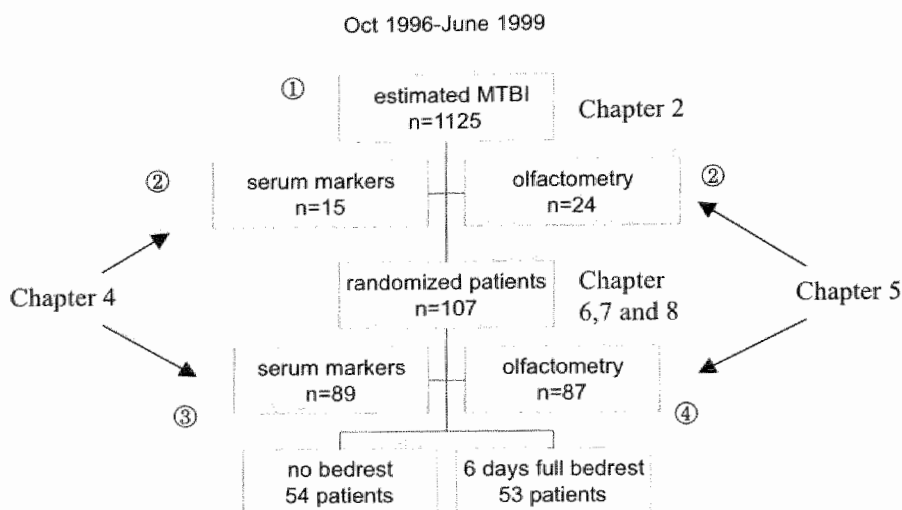 Oct 1996-June 1999
①
estimated MTBI
n=1125
Chapter 2
②
serum markers
n=15
olfactometry
n=24
②
Chapter 4
randomized patients
n=107
Chapter
6,7 and 8
Chapter 5
serum markers
n=89
olfactometry
n=87
③
④
no bedrest
54 patients
6 days full bedrest
53 patients